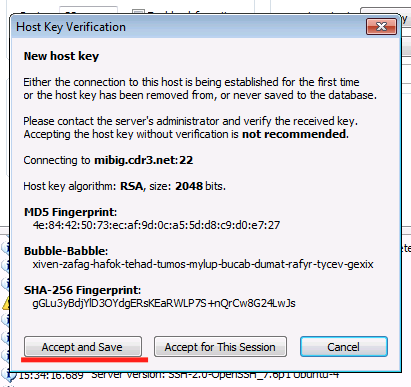 Host Key Verification
New host key
Either the connection to this host is being established for the first time
or the host key has been removed from, or never saved to the database.
Please contact the server's administrator and verify the received key.
Accepting the host key without verification is not recommended.
Connecting to mibig.cdr3.net:22
Host key algorithm: RSA, size: 2048 bits.
MD5 Fingerprint:
4e:84:42:50:73:ec:af:9d:0c:a5:5d:d8:c9:d0:e7:27
Bubble-Babble:
xiven-zafag-hafok-tehad-tumos-mylup-bucab-dumat-rafyr-tycev-gexix
SHA-256 Fingerprint:
gGLu3yBdjYlD3OYdgERsKEaRWLP7S+nQrCw8G24LwJs
Accept and Save Accept for This Session Cancel
15:34:16.689 Server version: SSH-2.0-OpenSSH_7.6p1 Ubuntu-4